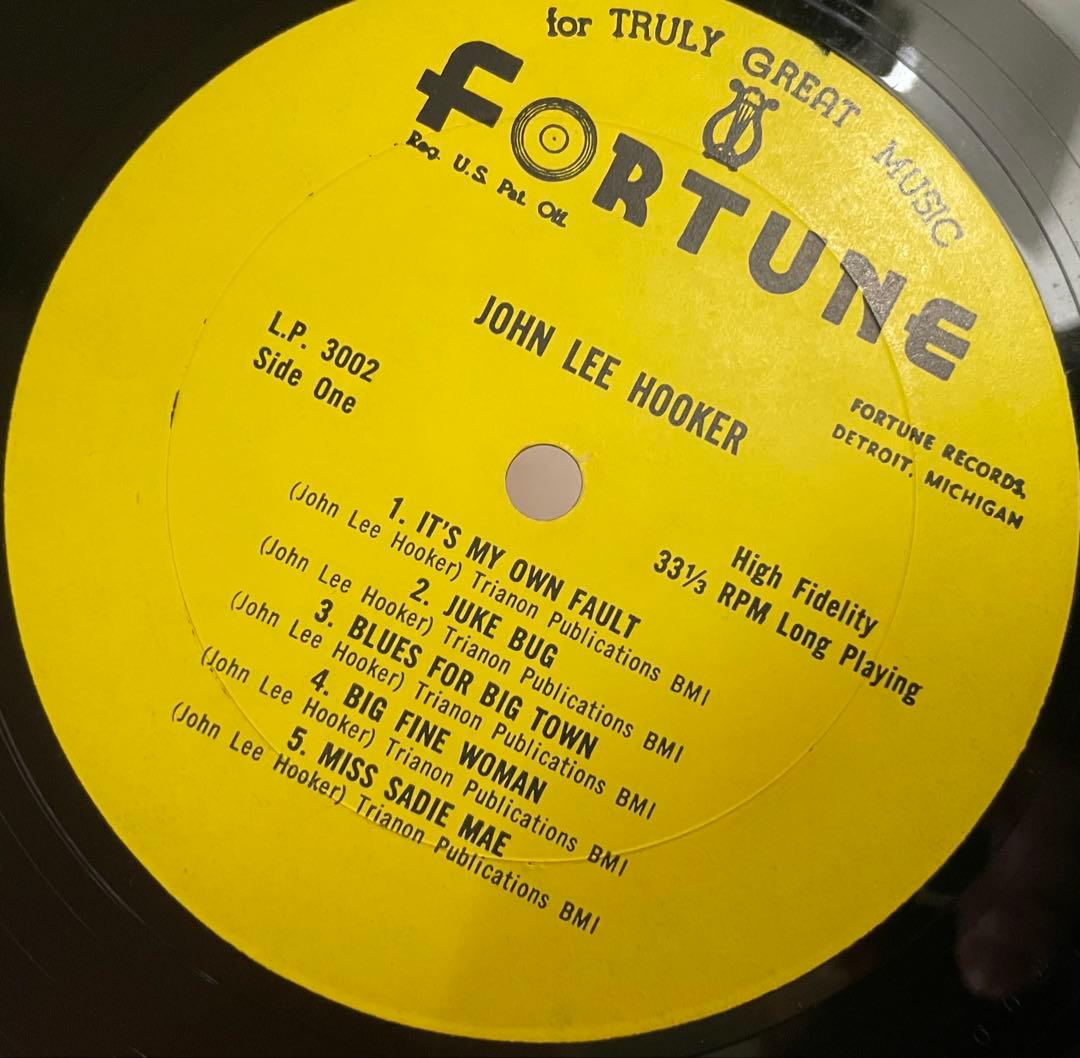 for TRULY GREAT MUSIC
FORTUNE
Reg. U.S. Pat. Off.
JOHN LEE HOOKER
L.P. 3002
Side One
FORTUNE RECORDS,
DETROIT, MICHIGAN
High Fidelity
33⅓ RPM Long Playing
1. IT'S MY OWN FAULT
(John Lee Hooker) Trianon Publications BMI
2. JUKE BUG
(John Lee Hooker) Trianon Publications BMI
3. BLUES FOR BIG TOWN
(John Lee Hooker) Trianon Publications BMI
4. BIG FINE WOMAN
(John Lee Hooker) Trianon Publications BMI
5. MISS SADIE MAE
(John Lee Hooker) Trianon Publications BMI